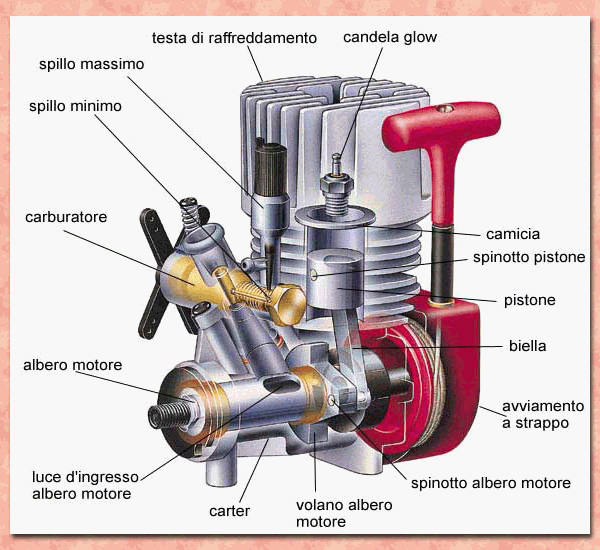 testa di raffreddamento
candela glow
spillo massimo
spillo minimo
carburatore
camicia
spinotto pistone
pistone
biella
albero motore
avviamento
a strappo
luce d'ingresso
albero motore
spinotto albero motore
carter
volano albero
motore